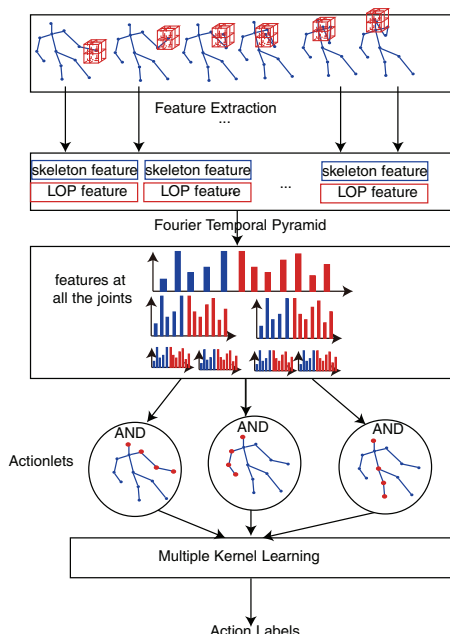 Feature Extraction
...
skeleton feature skeleton feature skeleton feature
LOP feature LOP feature ... LOP feature
Fourier Temporal Pyramid
features at
all the joints
AND AND AND
Actionlets
Multiple Kernel Learning
Action Labels